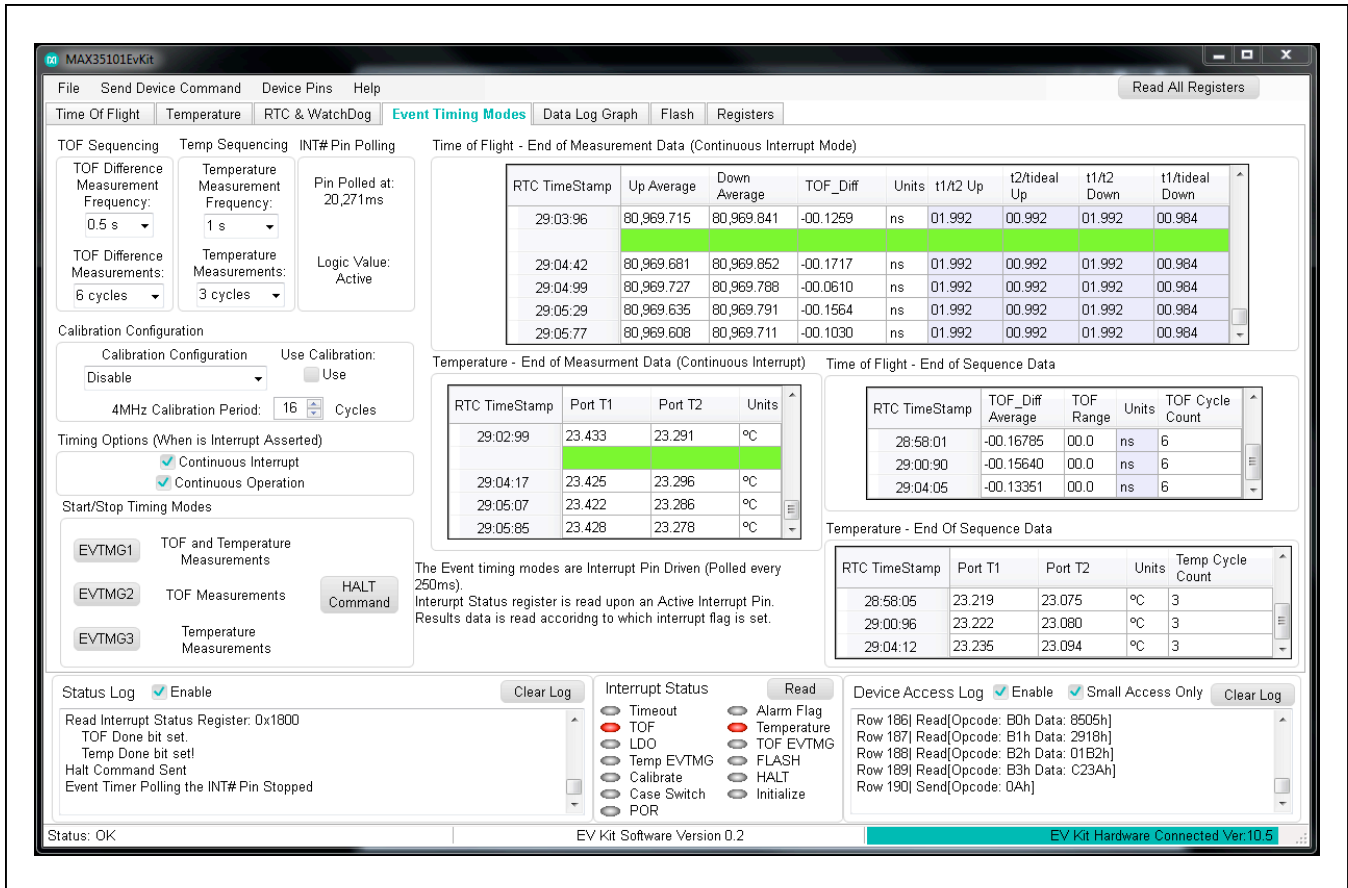 MAX35101EvKit
File Send Device Command Device Pins Help
Read All Registers
Time Of Flight Temperature RTC & WatchDog Event Timing Modes Data Log Graph Flash Registers
TOF Sequencing
TOF Difference
Measurement
Frequency:
0.5 s
TOF Difference
Measurements:
6 cycles
Temp Sequencing
Temperature
Measurement
Frequency:
1 s
Temperature
Measurements:
3 cycles
INT# Pin Polling
Pin Polled at:
20,271ms
Logic Value:
Active
Calibration Configuration
Calibration Configuration
Disable
Use Calibration:
Use
4MHz Calibration Period: 16 Cycles
Timing Options (When is Interrupt Asserted)
Continuous Interrupt
Continuous Operation
Start/Stop Timing Modes
EVTMG1 TOF and Temperature
Measurements
EVTMG2 TOF Measurements
EVTMG3 Temperature
Measurements
HALT
Command
Time of Flight - End of Measurement Data (Continuous Interrupt Mode)
RTC TimeStamp Up Average Down
Average TOF_Diff Units t1/t2 Up t2/tideal
Up t1/t2
Down t1/tideal
Down
29:03:96 80,969.715 80,969.841 -00.1259 ns 01.992 00.992 01.992 00.984
29:04:42 80,969.681 80,969.852 -00.1717 ns 01.992 00.992 01.992 00.984
29:04:99 80,969.727 80,969.788 -00.0610 ns 01.992 00.992 01.992 00.984
29:05:29 80,969.635 80,969.791 -00.1564 ns 01.992 00.992 01.992 00.984
29:05:77 80,969.608 80,969.711 -00.1030 ns 01.992 00.992 01.992 00.984
Temperature - End of Measurment Data (Continuous Interrupt)
RTC TimeStamp Port T1 Port T2 Units
29:02:99 23.433 23.291 ºC
29:04:17 23.425 23.296 ºC
29:05:07 23.422 23.286 ºC
29:05:85 23.428 23.278 ºC
The Event timing modes are Interrupt Pin Driven (Polled every
250ms).
Interurpt Status register is read upon an Active Interrupt Pin.
Results data is read accoridng to which interrupt flag is set.
Time of Flight - End of Sequence Data
RTC TimeStamp TOF_Diff
Average TOF
Range Units TOF Cycle
Count
28:58:01 -00.16785 00.0 ns 6
29:00:90 -00.15640 00.0 ns 6
29:04:05 -00.13351 00.0 ns 6
Temperature - End Of Sequence Data
RTC TimeStamp Port T1 Port T2 Units Temp Cycle
Count
28:58:05 23.219 23.075 ºC 3
29:00:96 23.222 23.080 ºC 3
29:04:12 23.235 23.094 ºC 3
Status Log Enable Clear Log
Read Interrupt Status Register: 0x1800
TOF Done bit set.
Temp Done bit set!
Halt Command Sent
Event Timer Polling the INT# Pin Stopped
Interrupt Status Read
Timeout Alarm Flag
TOF Temperature
LDO TOF EVTMG
Temp EVTMG FLASH
Calibrate HALT
Case Switch Initialize
POR
Device Access Log Enable Small Access Only Clear Log
Row 186| Read[Opcode: B0h Data: 8505h]
Row 187| Read[Opcode: B1h Data: 2918h]
Row 188| Read[Opcode: B2h Data: 01B2h]
Row 189| Read[Opcode: B3h Data: C23Ah]
Row 190| Send[Opcode: 0Ah]
Status: OK
EV Kit Software Version 0.2
EV Kit Hardware Connected Ver:10.5